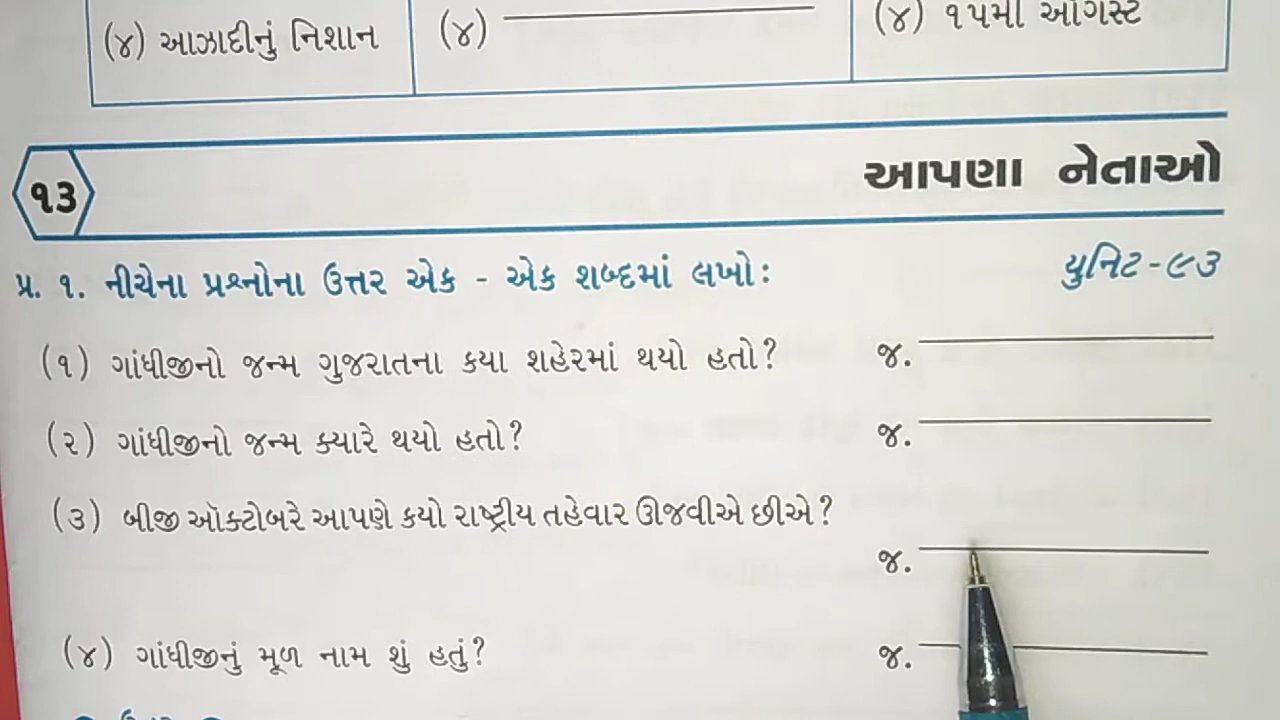 (૪) આઝાદીનું નિશાન (૪) (૪) ૧૫મી ઑગસ્ટ
૧૩ આપણા નેતાઓ
પ્ર. ૧. નીચેના પ્રશ્નોના ઉત્તર એક - એક શબ્દમાં લખો: યુનિટ-૯૩
(૧) ગાંધીજીનો જન્મ ગુજરાતના કયા શહેરમાં થયો હતો? જ.
(૨) ગાંધીજીનો જન્મ ક્યારે થયો હતો? જ.
(૩) બીજી ઑક્ટોબરે આપણે કયો રાષ્ટ્રીય તહેવાર ઊજવીએ છીએ?
જ.
(૪) ગાંધીજીનું મૂળ નામ શું હતું? જ.